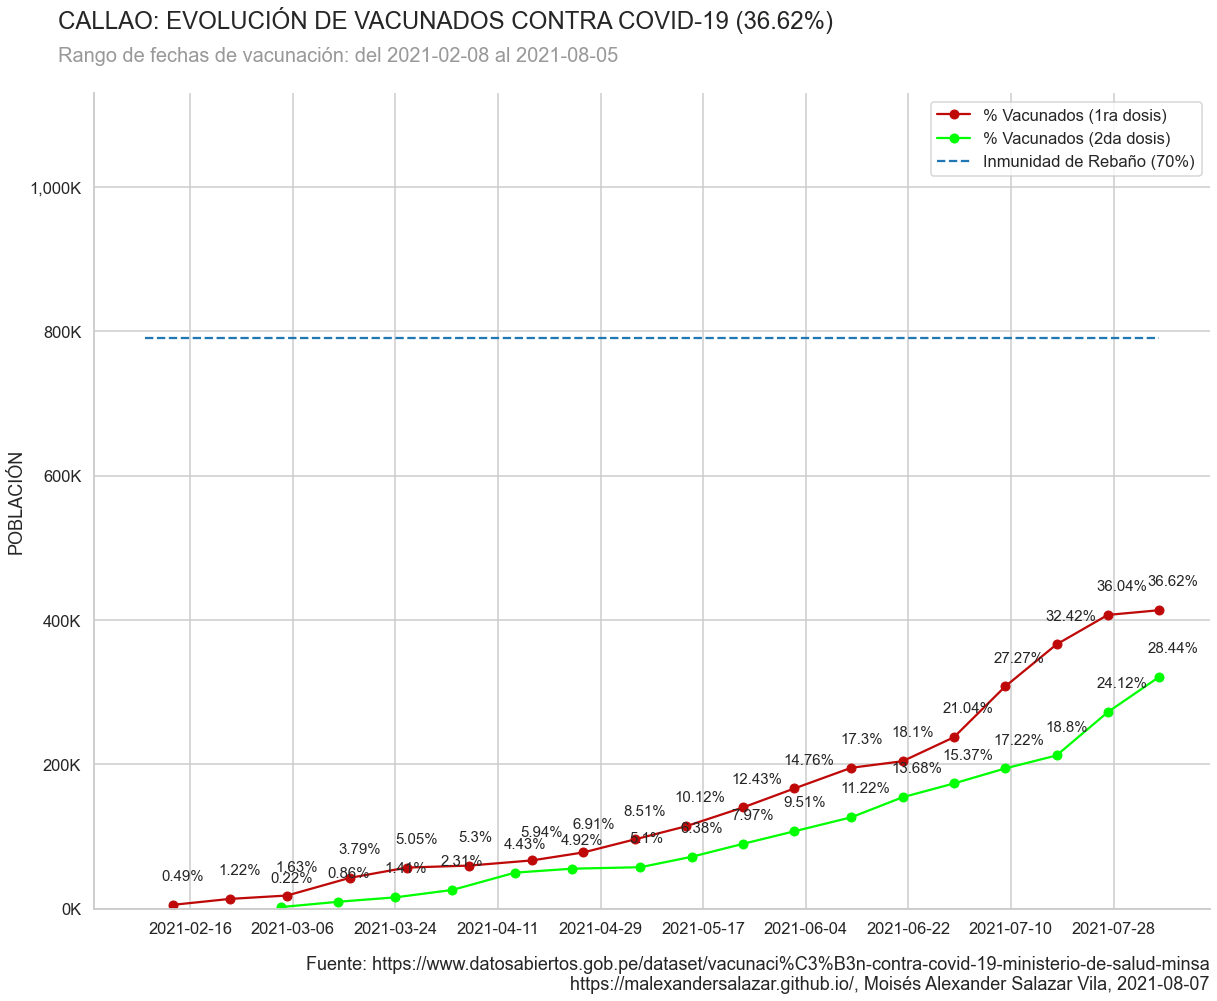 CALLAO: EVOLUCIÓN DE VACUNADOS CONTRA COVID-19 (36.62%)
Rango de fechas de vacunación: del 2021-02-08 al 2021-08-05
% Vacunados (1ra dosis)
% Vacunados (2da dosis)
Inmunidad de Rebaño (70%)
1,000K
800K
600K
400K
200K
0K
POBLACIÓN
0.49%
1.22%
1.63%
3.79%
5.05%
5.3%
5.94%
6.91%
8.51%
10.12%
12.43%
14.76%
17.3%
18.1%
21.04%
27.27%
32.42%
36.04%
36.62%
0.22%
0.86%
1.41%
2.31%
4.43%
4.92%
5.1%
6.38%
7.97%
9.51%
11.22%
13.68%
15.37%
17.22%
18.8%
24.12%
28.44%
2021-02-16 2021-03-06 2021-03-24 2021-04-11 2021-04-29 2021-05-17 2021-06-04 2021-06-22 2021-07-10 2021-07-28
Fuente: https://www.datosabiertos.gob.pe/dataset/vacunaci%C3%B3n-contra-covid-19-ministerio-de-salud-minsa
https://malexandersalazar.github.io/, Moisés Alexander Salazar Vila, 2021-08-07